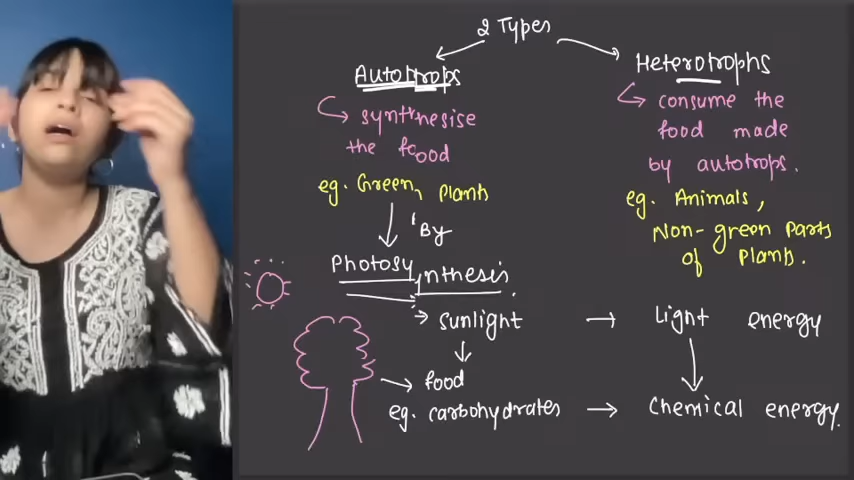 2 Types
Autotrops
synthesise
the food
eg. Green Plants
By
Photosynthesis
Heterotrophs
consume the
food made
by autotrops.
eg. Animals,
Non-green Parts
of Plants.
sunlight → Light energy
food
eg. carbohydrates → Chemical energy.